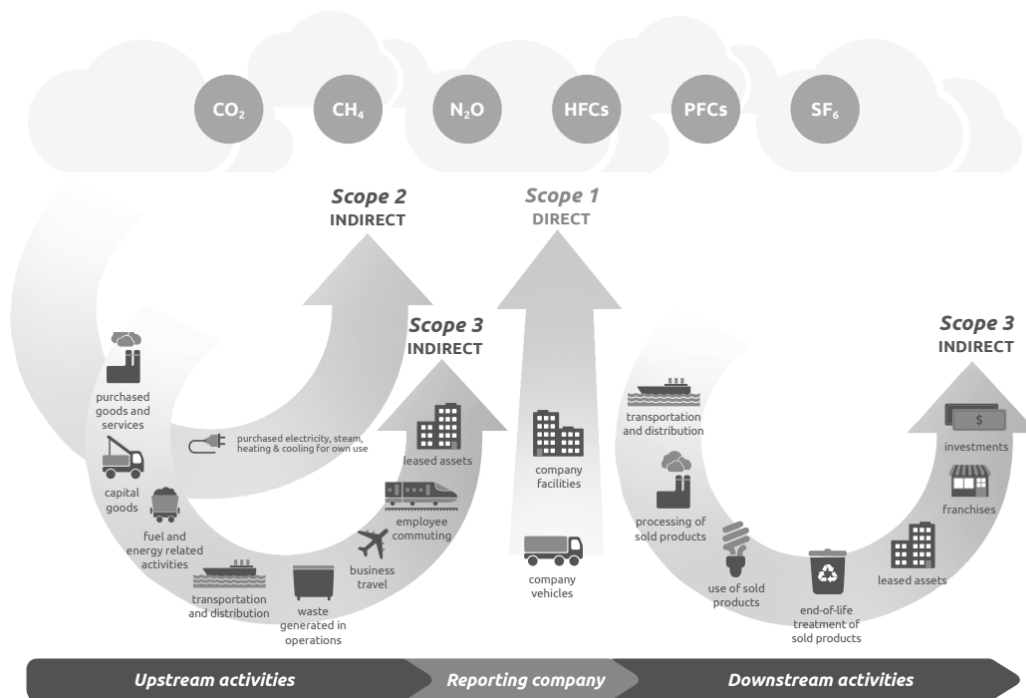 CO₂
CH₄
N₂O
HFCs
PFCs
SF₆
Scope 2
INDIRECT
Scope 1
DIRECT
Scope 3
INDIRECT
Scope 3
INDIRECT
purchased
goods and
services
capital
goods
fuel and
energy related
activities
transportation
and distribution
waste
generated in
operations
business
travel
employee
commuting
leased assets
purchased electricity, steam,
heating & cooling for own use
company
facilities
company
vehicles
transportation
and distribution
processing of
sold products
use of sold
products
end-of-life
treatment of
sold products
leased assets
franchises
$
investments
Upstream activities
Reporting company
Downstream activities